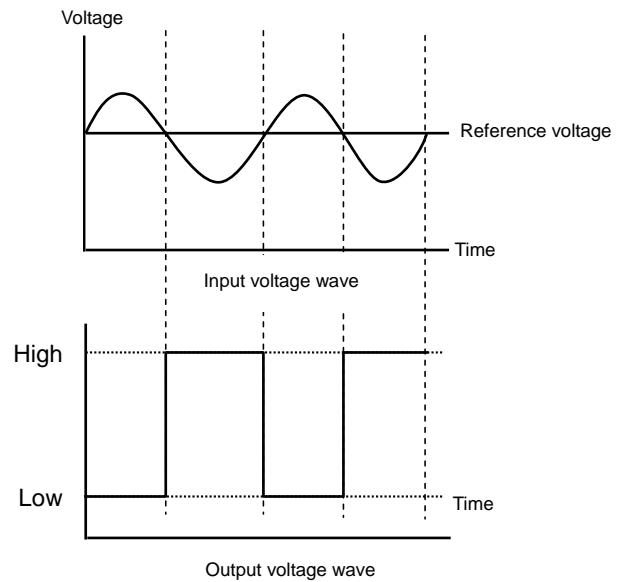 Voltage
Reference voltage
Time
Input voltage wave
High
Low
Time
Output voltage wave